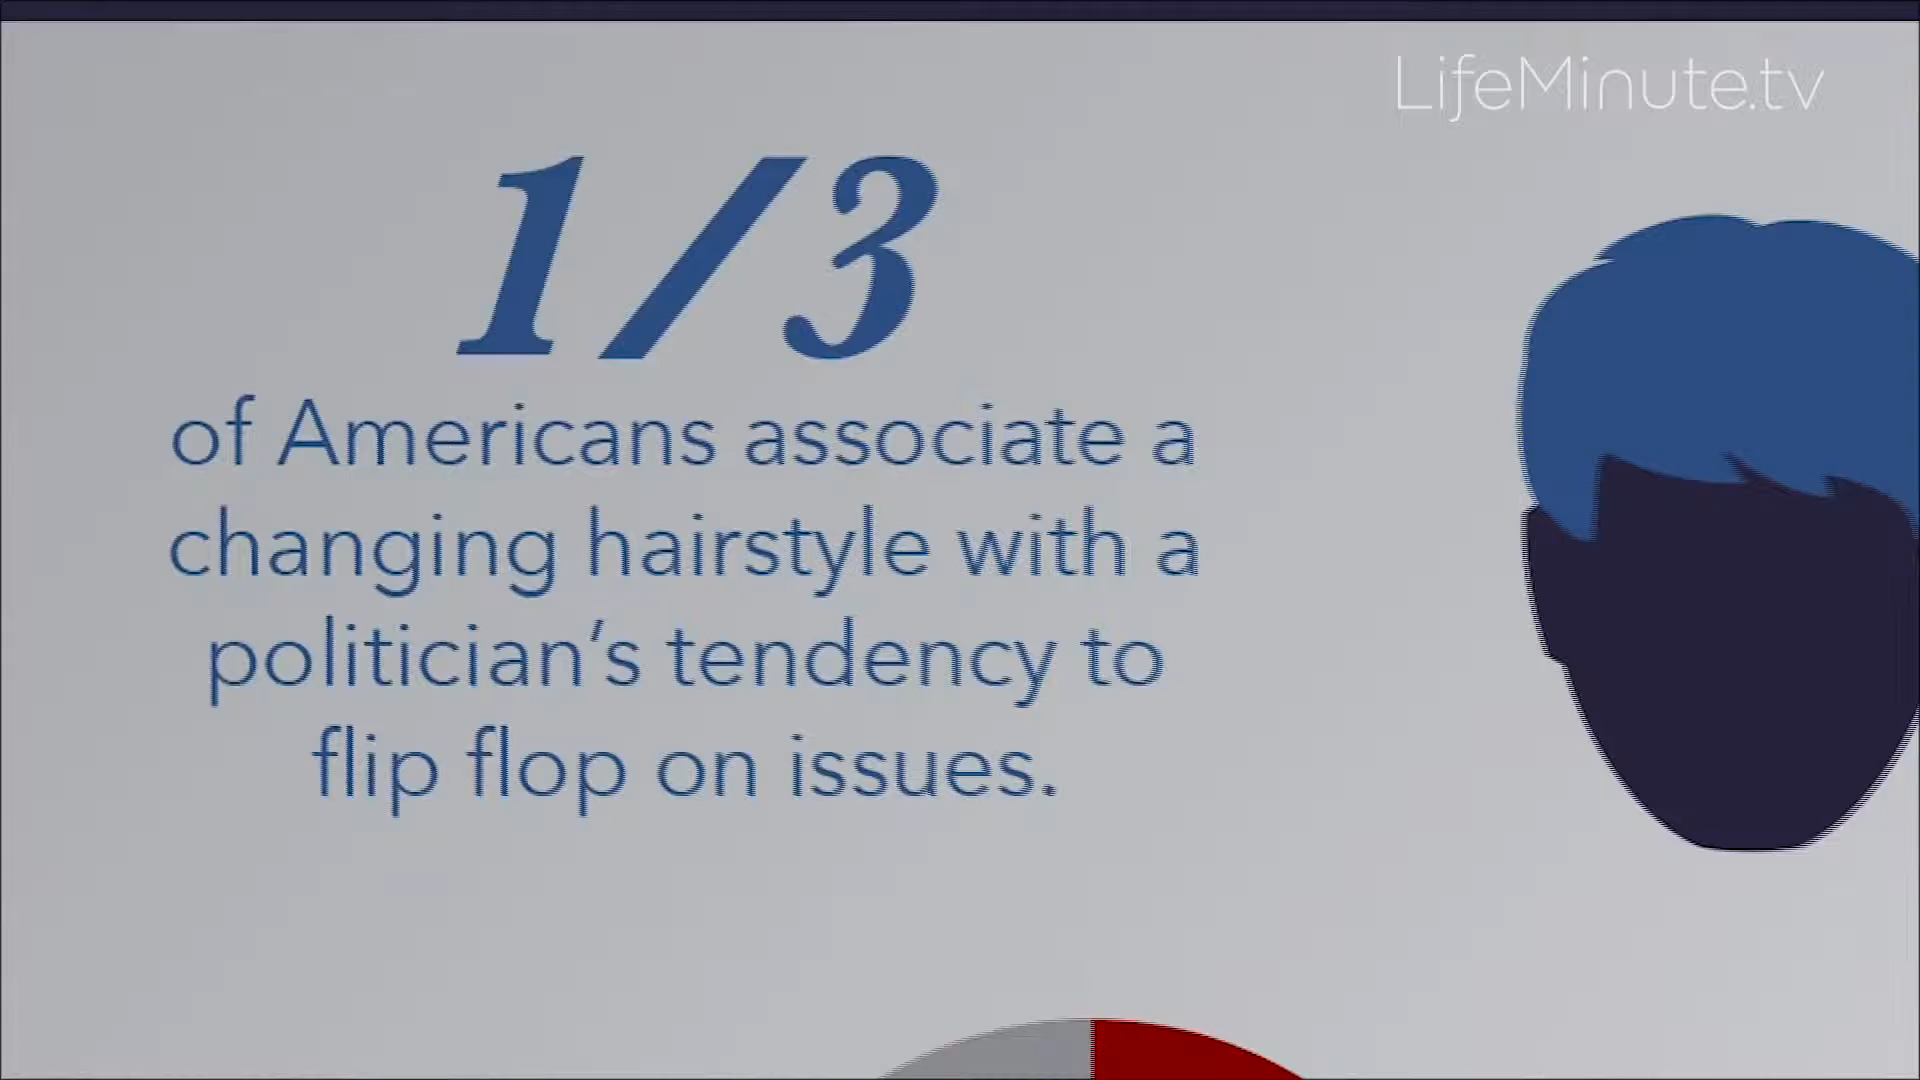 LifeMinute.tv
1/3
of Americans associate a
changing hairstyle with a
politician’s tendency to
flip flop on issues.